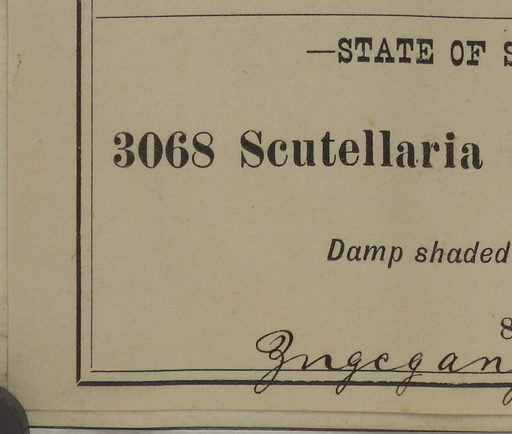 —STATE OF S
3068 Scutellaria
Damp shaded
8